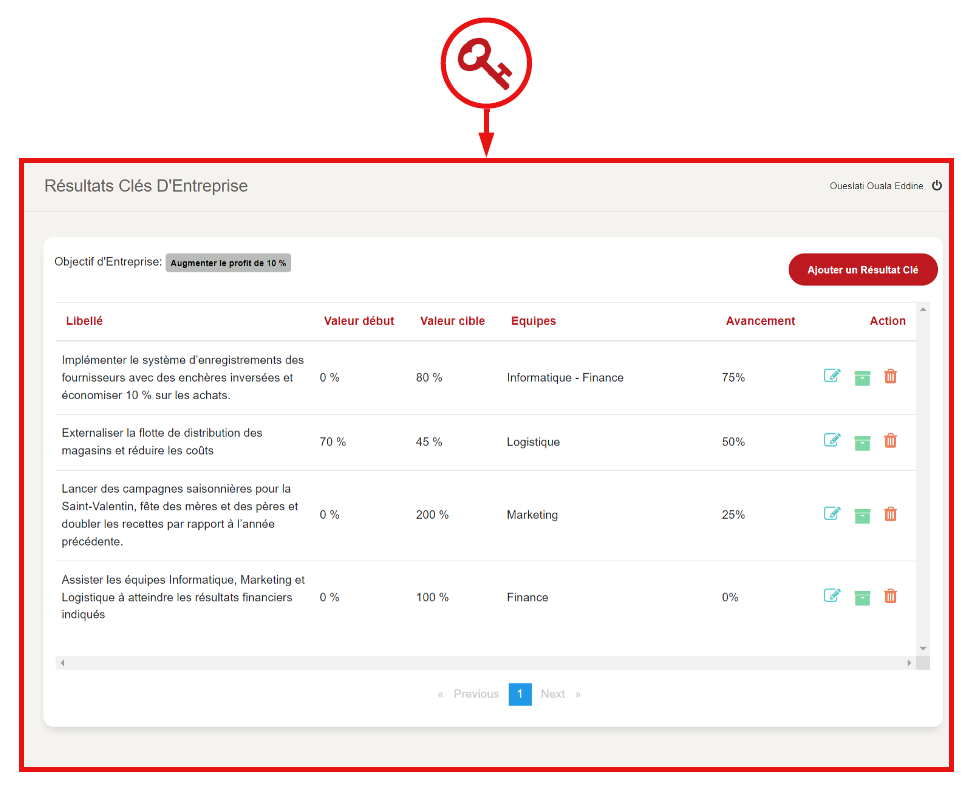 Résultats Clés D'Entreprise
Oueslati Ouala Eddine
Objectif d'Entreprise: Augmenter le profit de 10 %
Ajouter un Résultat Clé
Libellé Valeur début Valeur cible Equipes Avancement Action
Implémenter le système d'enregistrements des
fournisseurs avec des enchères inversées et
économiser 10 % sur les achats.
0 % 80 % Informatique - Finance 75%
Externaliser la flotte de distribution des
magasins et réduire les coûts
70 % 45 % Logistique 50%
Lancer des campagnes saisonnières pour la
Saint-Valentin, fête des mères et des pères et
doubler les recettes par rapport à l'année
précédente.
0 % 200 % Marketing 25%
Assister les équipes Informatique, Marketing et
Logistique à atteindre les résultats financiers
indiqués
0 % 100 % Finance 0%
« Previous 1 Next »